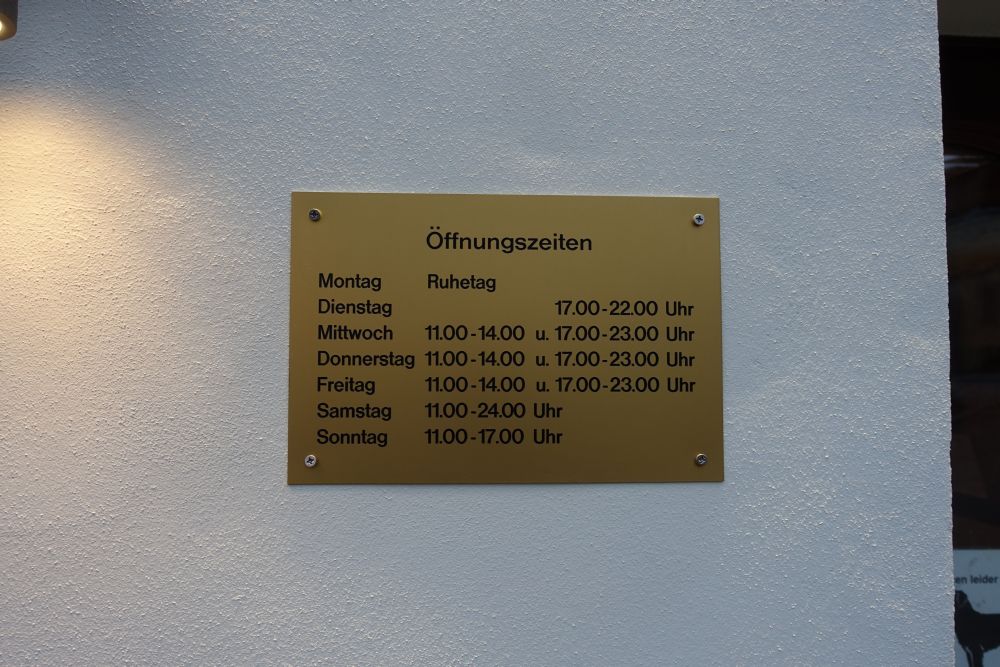 Öffnungszeiten
Montag Ruhetag
Dienstag 17.00-22.00 Uhr
Mittwoch 11.00-14.00 u. 17.00-23.00 Uhr
Donnerstag 11.00-14.00 u. 17.00-23.00 Uhr
Freitag 11.00-14.00 u. 17.00-23.00 Uhr
Samstag 11.00-24.00 Uhr
Sonntag 11.00-17.00 Uhr
leider